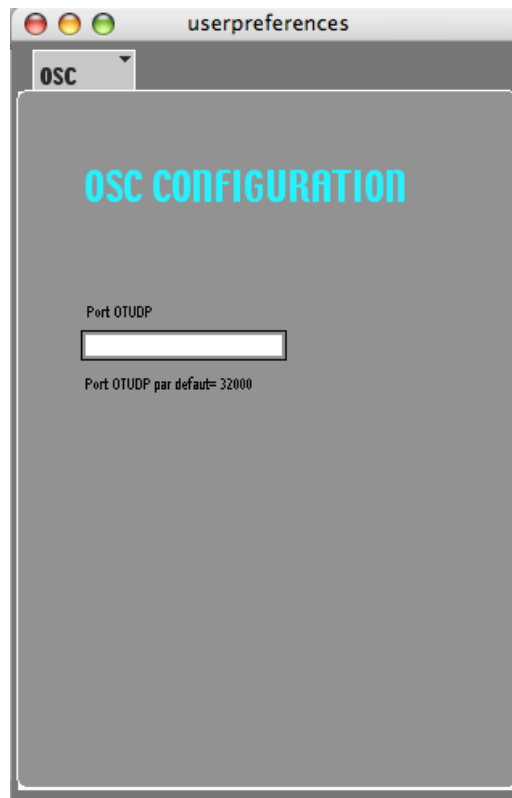 userpreferences
OSC
OSC CONFIGURATION
Port OTUDP
Port OTUDP par defaut= 32000